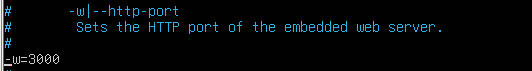 #       -w|--http-port
#        Sets the HTTP port of the embedded web server.
#
-w=3000
#